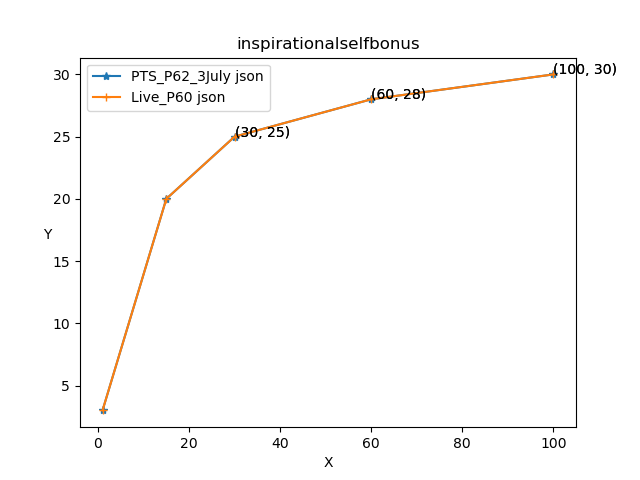 inspirationalselfbonus
PTS_P62_3July json
Live_P60 json
(100, 30)
(60, 28)
(30, 25)
30
25
20
15
10
5
Y
0 20 40 60 80 100
X